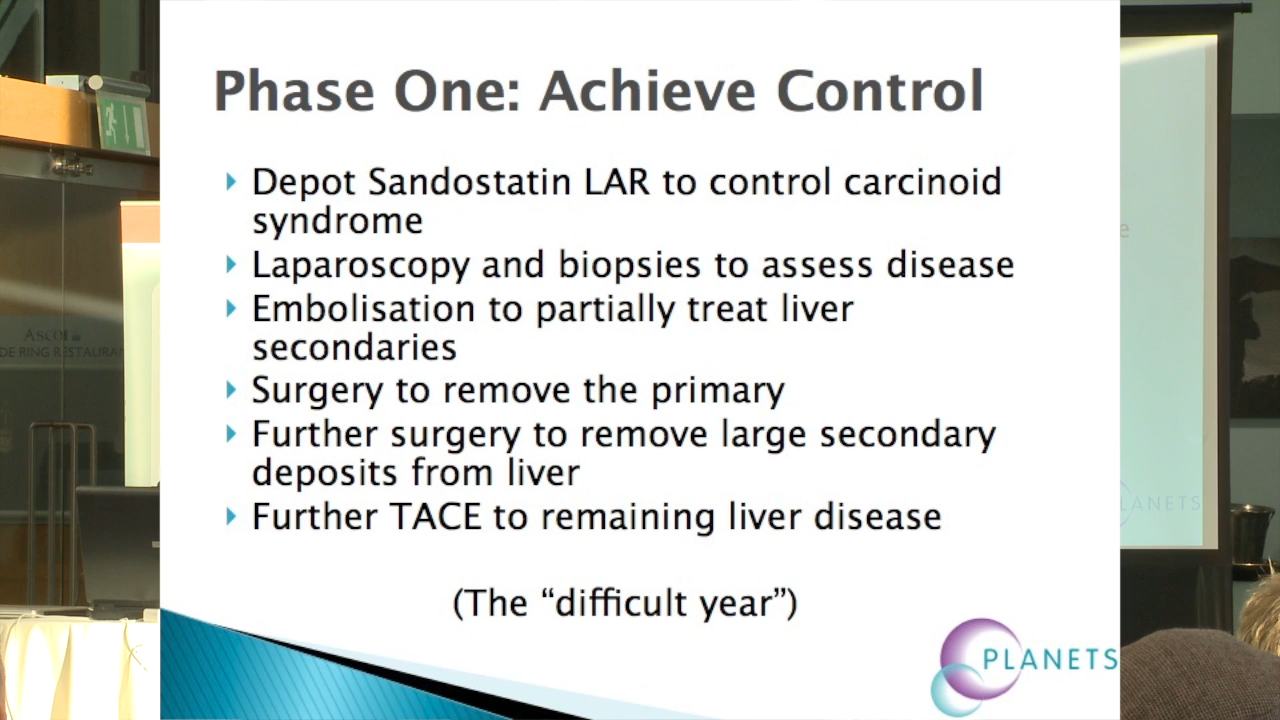 Phase One: Achieve Control
Depot Sandostatin LAR to control carcinoid
syndrome
Laparoscopy and biopsies to assess disease
Embolisation to partially treat liver
secondaries
Surgery to remove the primary
Further surgery to remove large secondary
deposits from liver
Further TACE to remaining liver disease
(The “difficult year”)
PLANETS